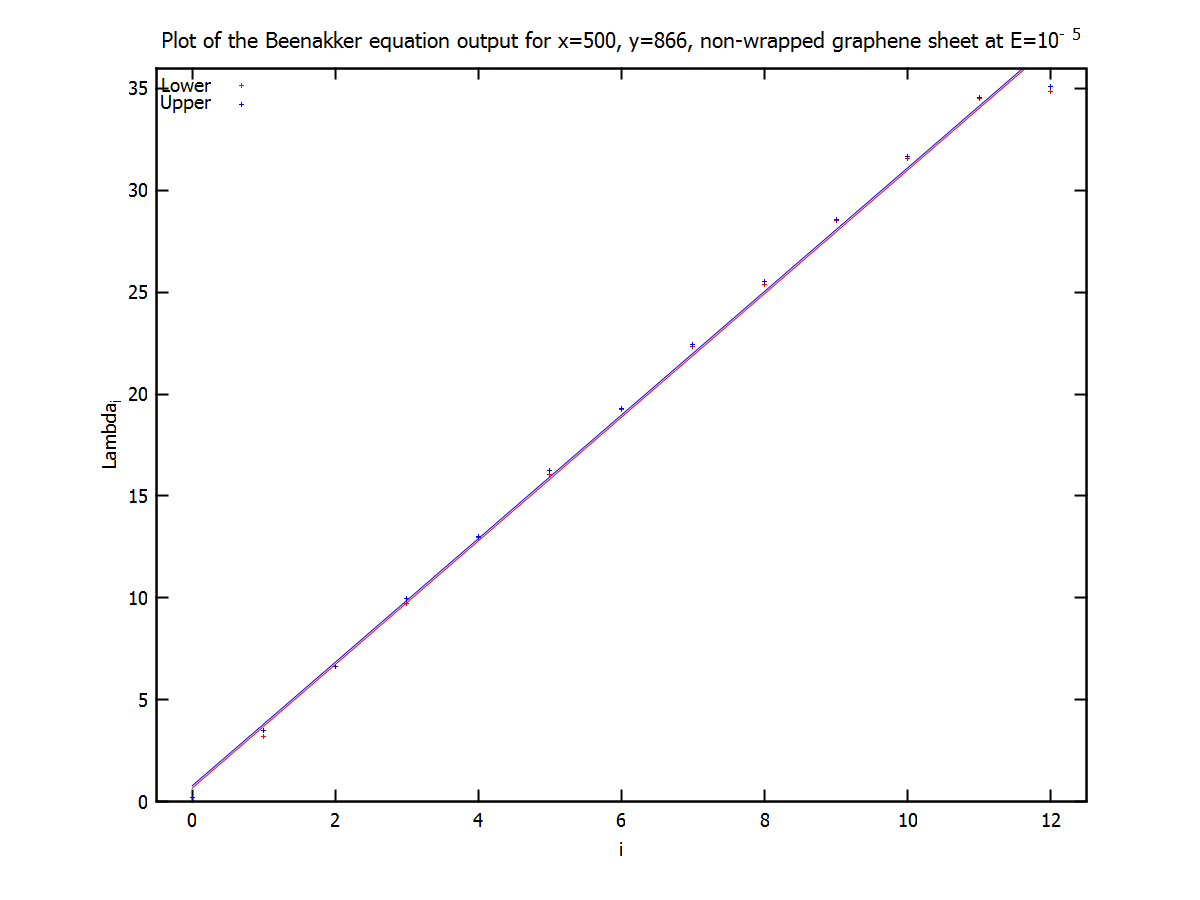 Plot of the Beenakker equation output for x=500, y=866, non-wrapped graphene sheet at E=10- 5
Lower
Upper
35
30
25
20
15
10
5
0
Lambdai
0 2 4 6 8 10 12
i